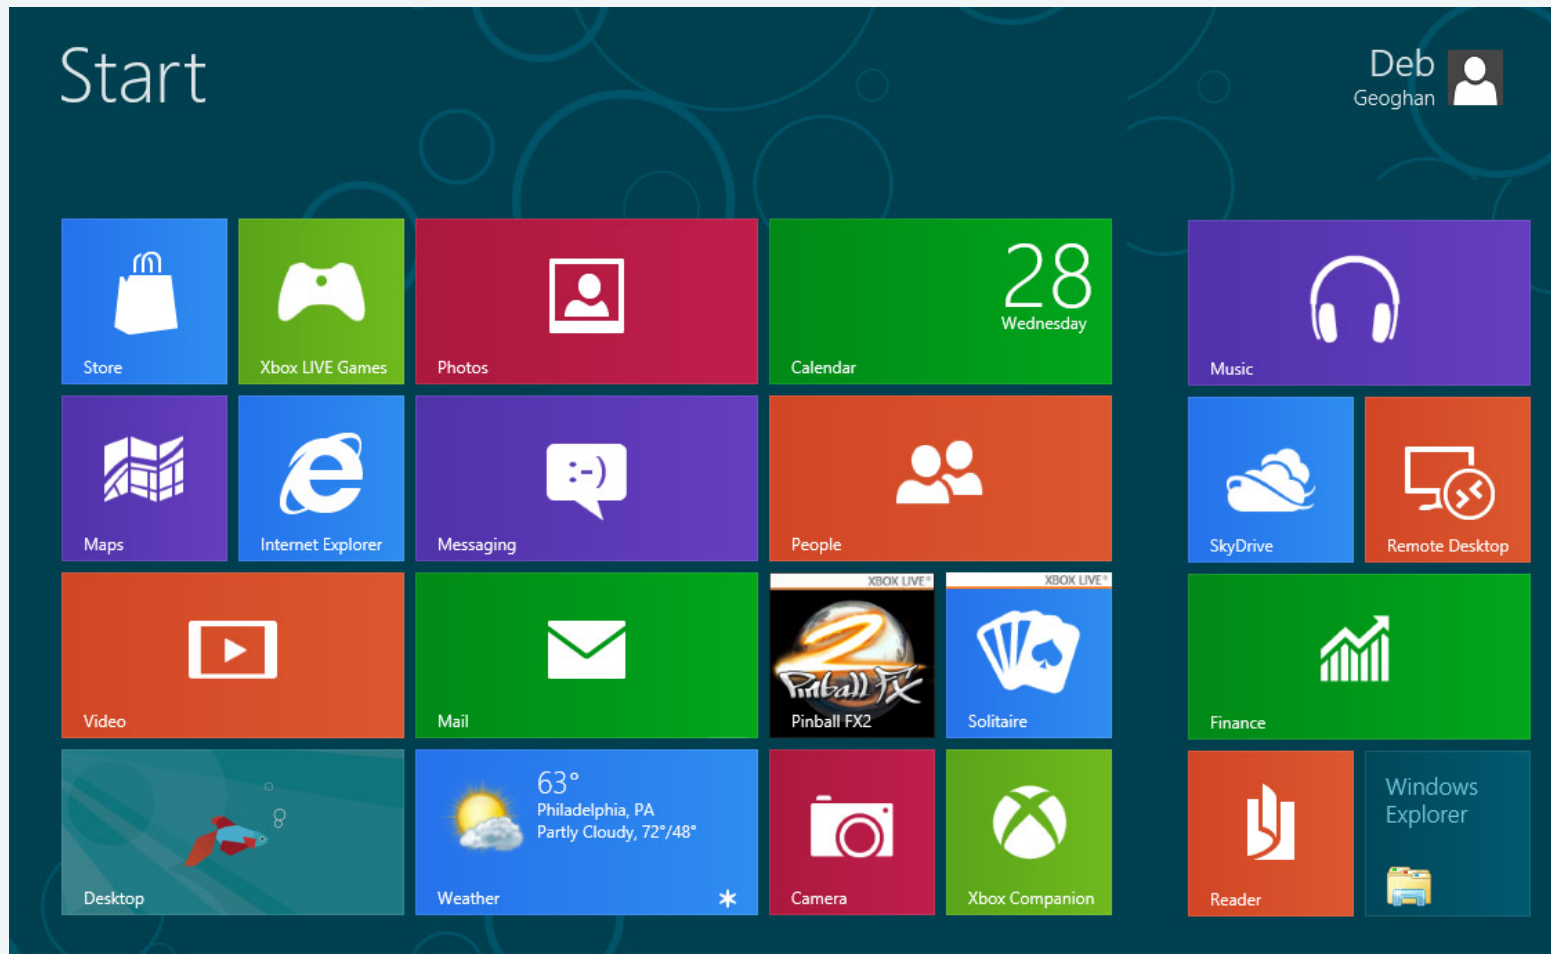 Start
Deb
Geoghan
Store
Xbox LIVE Games
Photos
28
Wednesday
Calendar
Music
Maps
Internet Explorer
:-)
Messaging
People
SkyDrive
Remote Desktop
Video
Mail
XBOX LIVE®
2
Pinball FX
Pinball FX2
XBOX LIVE®
Solitaire
Finance
Desktop
63°
Philadelphia, PA
Partly Cloudy, 72°/48°
Weather
Camera
Xbox Companion
Reader
Windows
Explorer